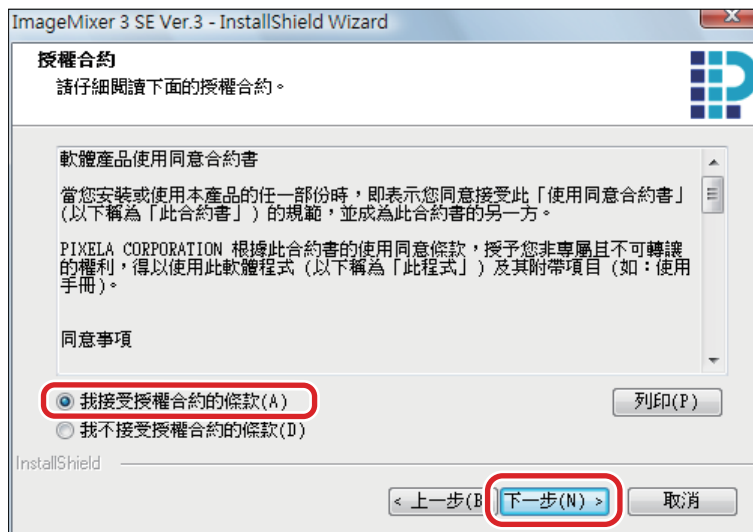 ImageMixer 3 SE Ver.3 - InstallShield Wizard
授權合約
請仔細閱讀下面的授權合約。
軟體產品使用同意合約書
當您安裝或使用本產品的任一部份時，即表示您同意接受此「使用同意合約書」
(以下稱為「此合約書」) 的規範，並成為此合約書的另一方。
PIXELA CORPORATION 根據此合約書的使用同意條款，授予您非專屬且不可轉讓
的權利，得以使用此軟體程式 (以下稱為「此程式」) 及其附帶項目 (如：使用
手冊)。
同意事項
我接受授權合約的條款(A)
列印(P)
我不接受授權合約的條款(D)
InstallShield
< 上一步(B
下一步(N) >
取消